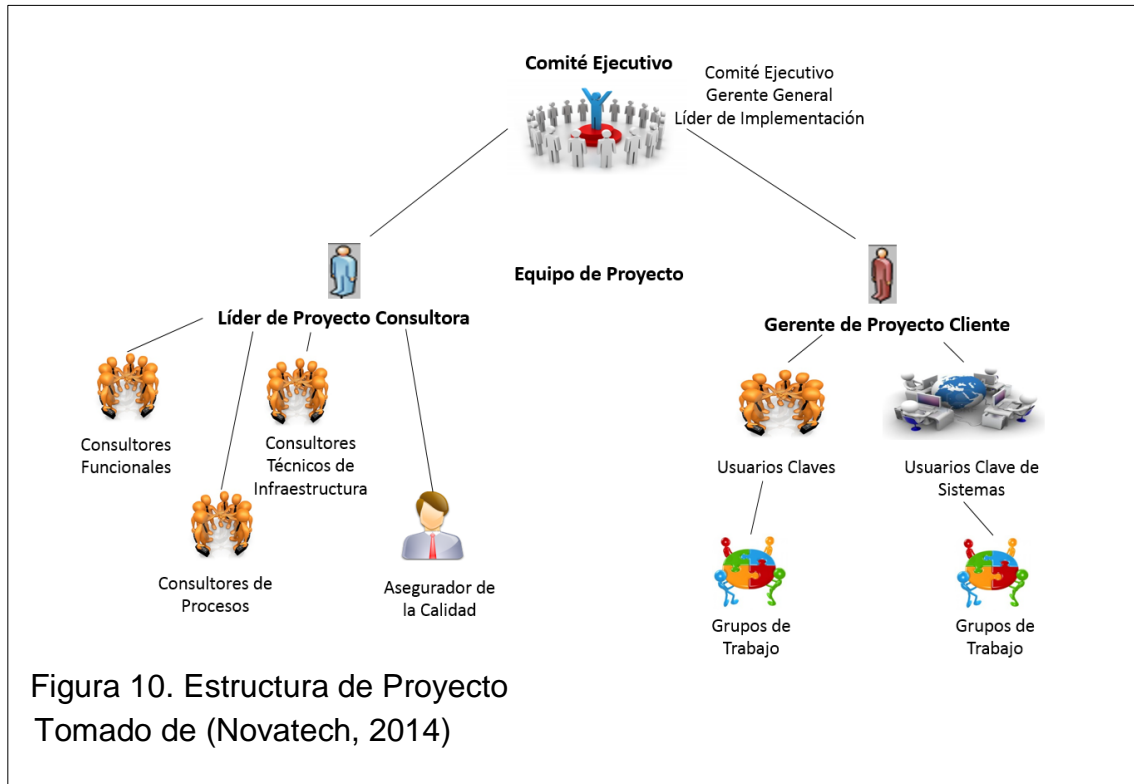 Comité Ejecutivo
Comité Ejecutivo
Gerente General
Líder de Implementación
Equipo de Proyecto
Líder de Proyecto Consultora
Gerente de Proyecto Cliente
Consultores
Funcionales
Consultores
Técnicos de
Infraestructura
Consultores de
Procesos
Asegurador de
la Calidad
Usuarios Claves
Usuarios Clave de
Sistemas
Grupos de
Trabajo
Grupos de
Trabajo
Figura 10. Estructura de Proyecto
Tomado de (Novatech, 2014)